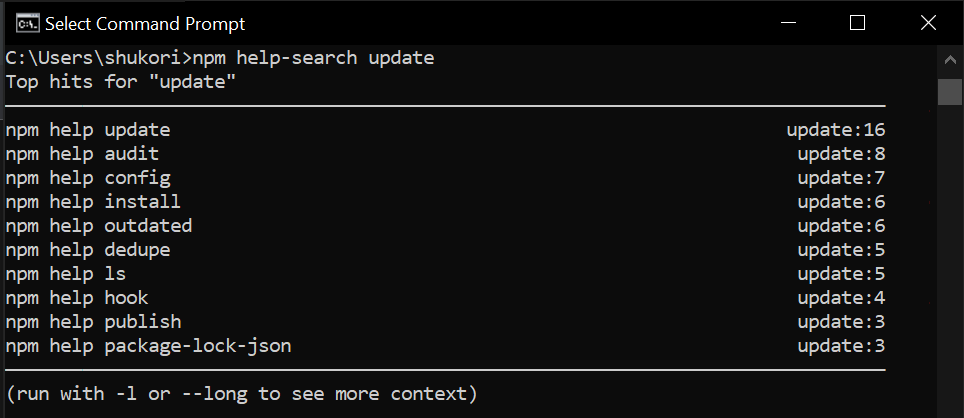 Select Command Prompt
C:\Users\shukori>npm help-search update
Top hits for "update"
npm help update update:16
npm help audit update:8
npm help config update:7
npm help install update:6
npm help outdated update:6
npm help dedupe update:5
npm help ls update:5
npm help hook update:4
npm help publish update:3
npm help package-lock-json update:3
(run with -l or --long to see more context)